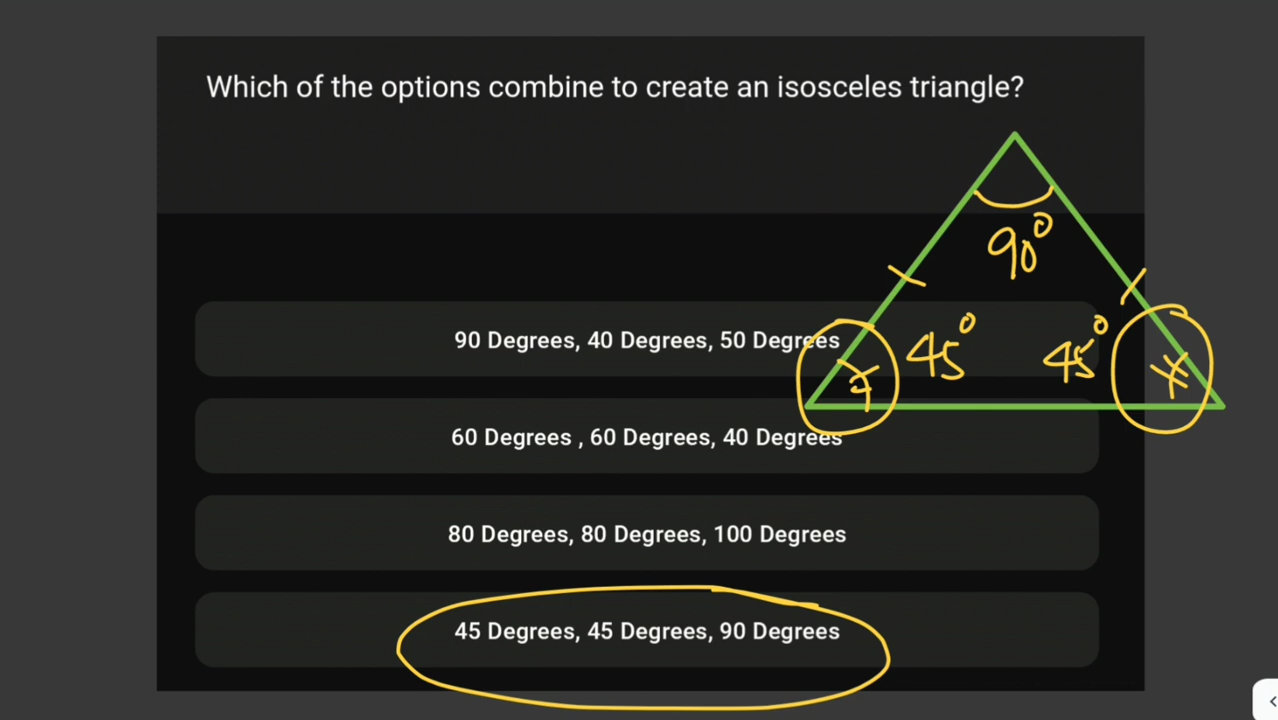 Which of the options combine to create an isosceles triangle?
90°
90 Degrees, 40 Degrees, 50 Degrees
45° 45°
60 Degrees , 60 Degrees, 40 Degrees
80 Degrees, 80 Degrees, 100 Degrees
45 Degrees, 45 Degrees, 90 Degrees